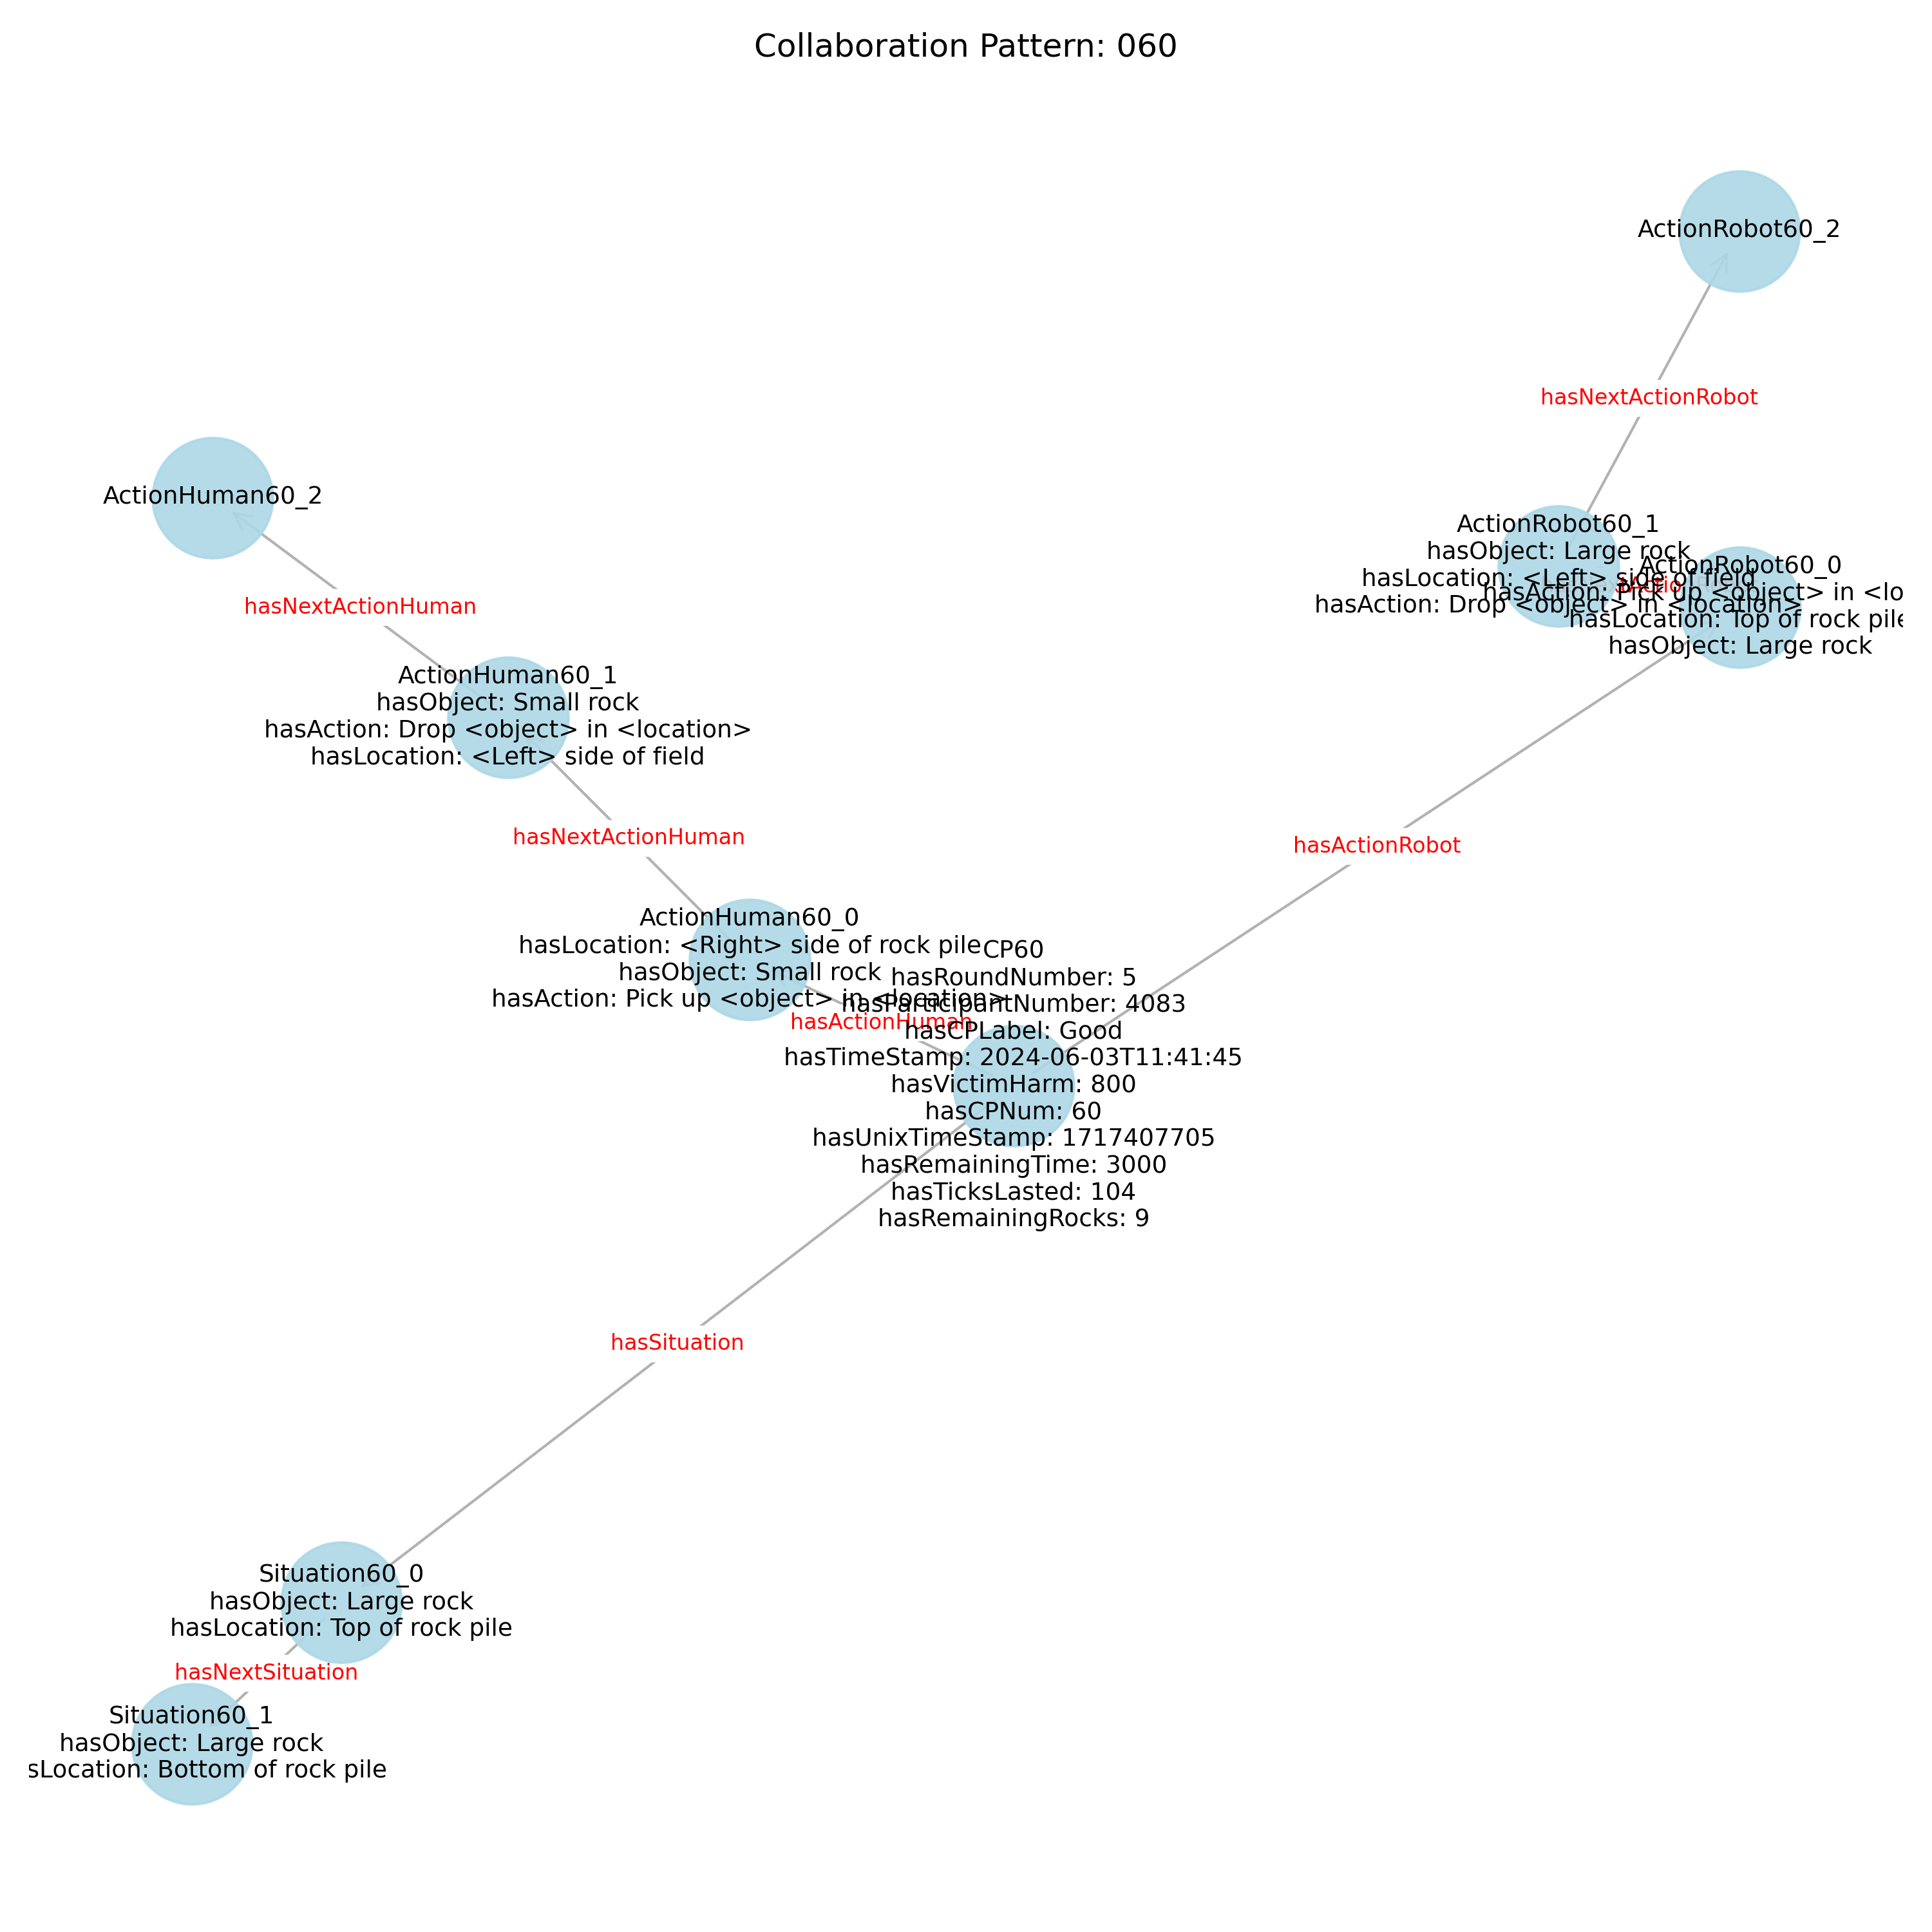 Collaboration Pattern: 060
ActionRobot60_2
hasNextActionRobot
ActionHuman60_2
ActionRobot60_1
hasObject: Large rock
hasLocation: <Left> side of field
hasAction: Drop <object> in <location>
ActionRobot60_0
hasAction: Pick up <object> in <lo
hasLocation: Top of rock pile
hasObject: Large rock
hasNextActionHuman
ActionHuman60_1
hasObject: Small rock
hasAction: Drop <object> in <location>
hasLocation: <Left> side of field
hasNextActionHuman
hasActionRobot
ActionHuman60_0
hasLocation: <Right> side of rock pile
hasObject: Small rock
hasAction: Pick up <object> in <location>
hasActionHuman
CP60
hasRoundNumber: 5
hasParticipantNumber: 4083
hasCPLabel: Good
hasTimeStamp: 2024-06-03T11:41:45
hasVictimHarm: 800
hasCPNum: 60
hasUnixTimeStamp: 1717407705
hasRemainingTime: 3000
hasTicksLasted: 104
hasRemainingRocks: 9
hasSituation
Situation60_0
hasObject: Large rock
hasLocation: Top of rock pile
hasNextSituation
Situation60_1
hasObject: Large rock
sLocation: Bottom of rock pile